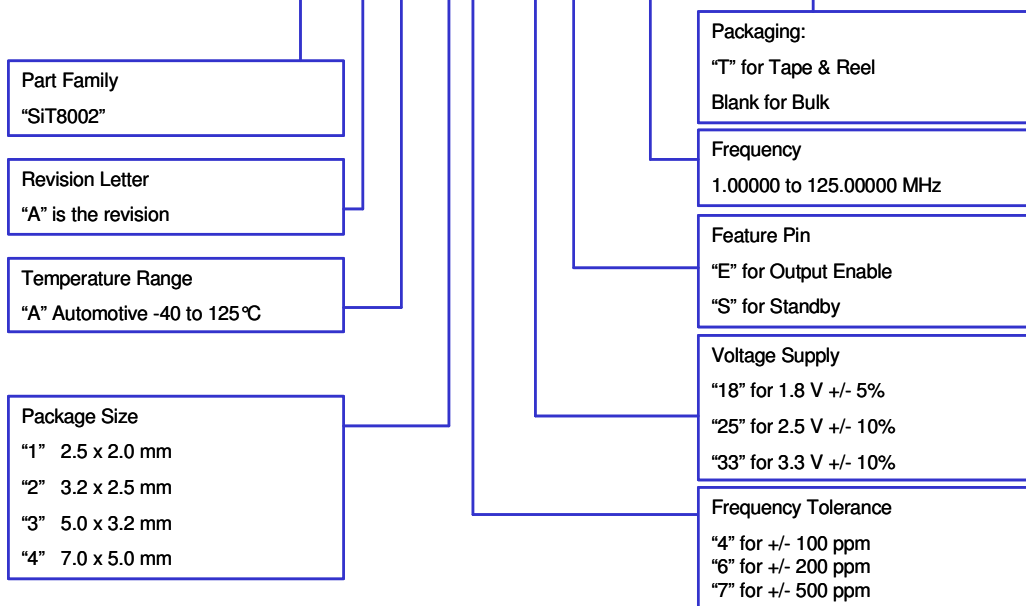 Part Family
“SiT8002”
Revision Letter
“A” is the revision
Temperature Range
“A” Automotive -40 to 125°C
Package Size
“1” 2.5 x 2.0 mm
“2” 3.2 x 2.5 mm
“3” 5.0 x 3.2 mm
“4” 7.0 x 5.0 mm
Packaging:
“T” for Tape & Reel
Blank for Bulk
Frequency
1.00000 to 125.00000 MHz
Feature Pin
“E” for Output Enable
“S” for Standby
Voltage Supply
“18” for 1.8 V +/- 5%
“25” for 2.5 V +/- 10%
“33” for 3.3 V +/- 10%
Frequency Tolerance
“4” for +/- 100 ppm
“6” for +/- 200 ppm
“7” for +/- 500 ppm